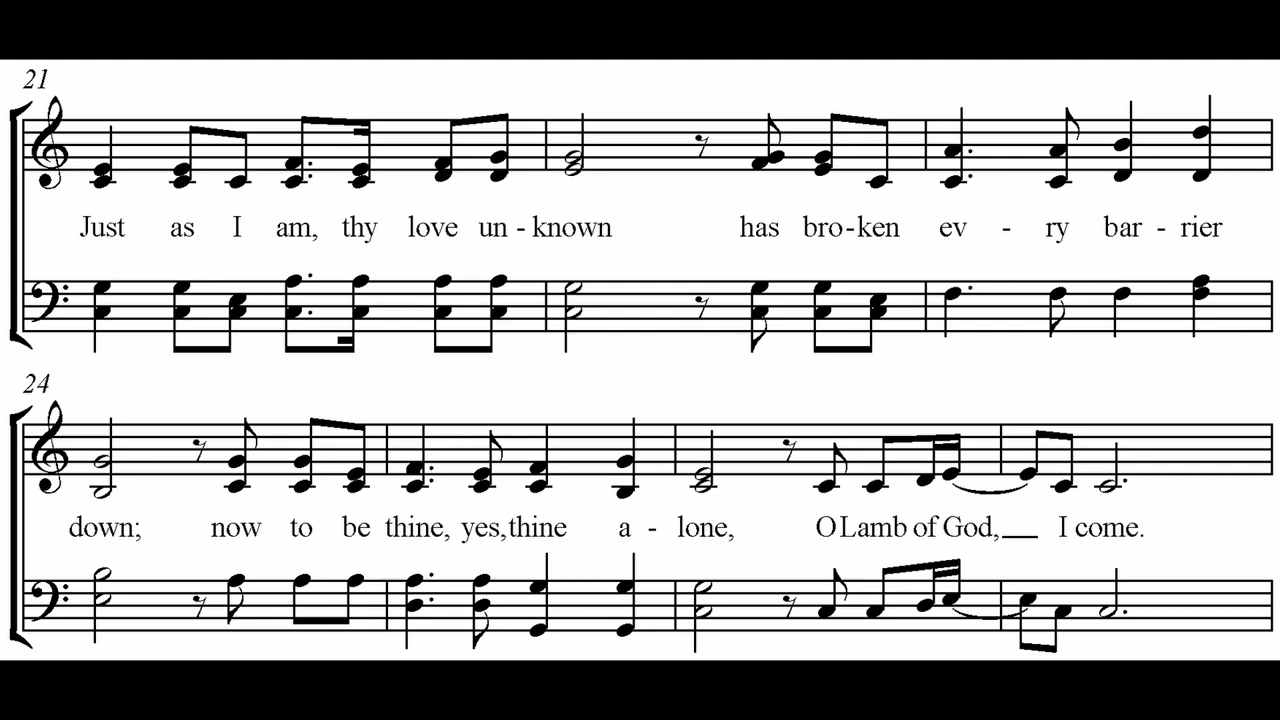 21
Just as I am, thy love un - known has bro-ken ev - ry bar - rier
24
down; now to be thine, yes,thine a - lone, O Lamb of God, I come.